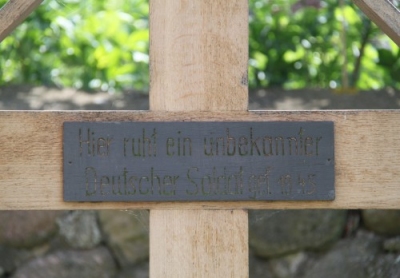 Hier ruht ein unbekannter
Deutscher Soldat